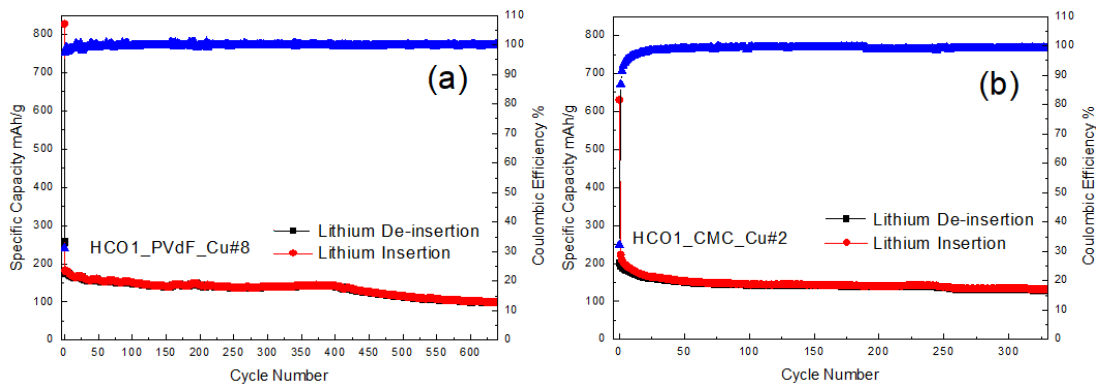 (a)
Specific Capacity mAh/g
800
700
600
500
400
300
200
100
0
110
100
90
80
70
60
50
40
30
20
10
0
Coulombic Efficiency %
Lithium De-insertion
Lithium Insertion
HCO1_PVdF_Cu#8
0 50 100 150 200 250 300 350 400 450 500 550 600
Cycle Number
(b)
Specific Capacity mAh/g
800
700
600
500
400
300
200
100
0
110
100
90
80
70
60
50
40
30
20
10
0
Coulombic Efficiency %
Lithium De-insertion
Lithium Insertion
HCO1_CMC_Cu#2
0 50 100 150 200 250 300
Cycle Number